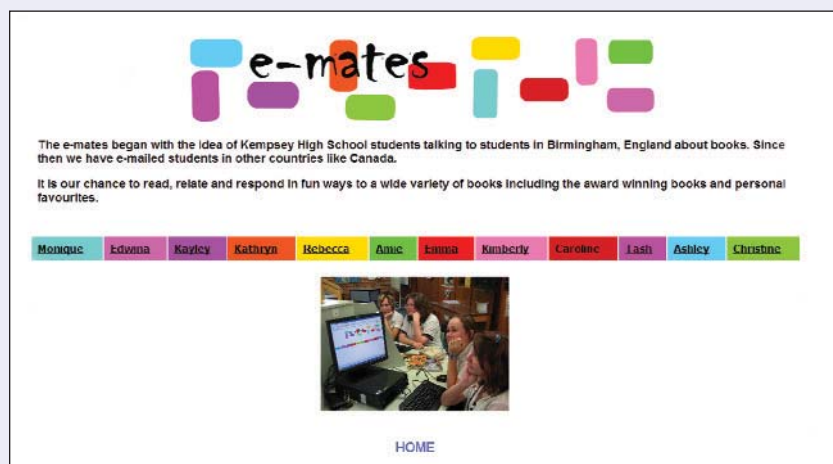 e-mates
The e-mates began with the idea of Kempsey High School students talking to students in Birmingham, England about books. Since
then we have e-mailed students in other countries like Canada.
It is our chance to read, relate and respond in fun ways to a wide variety of books including the award winning books and personal
favourites.
Monique Edwina Kayley Kathryn Rebecca Amie Emma Kimberly Caroline Tash Ashley Christine
HOME